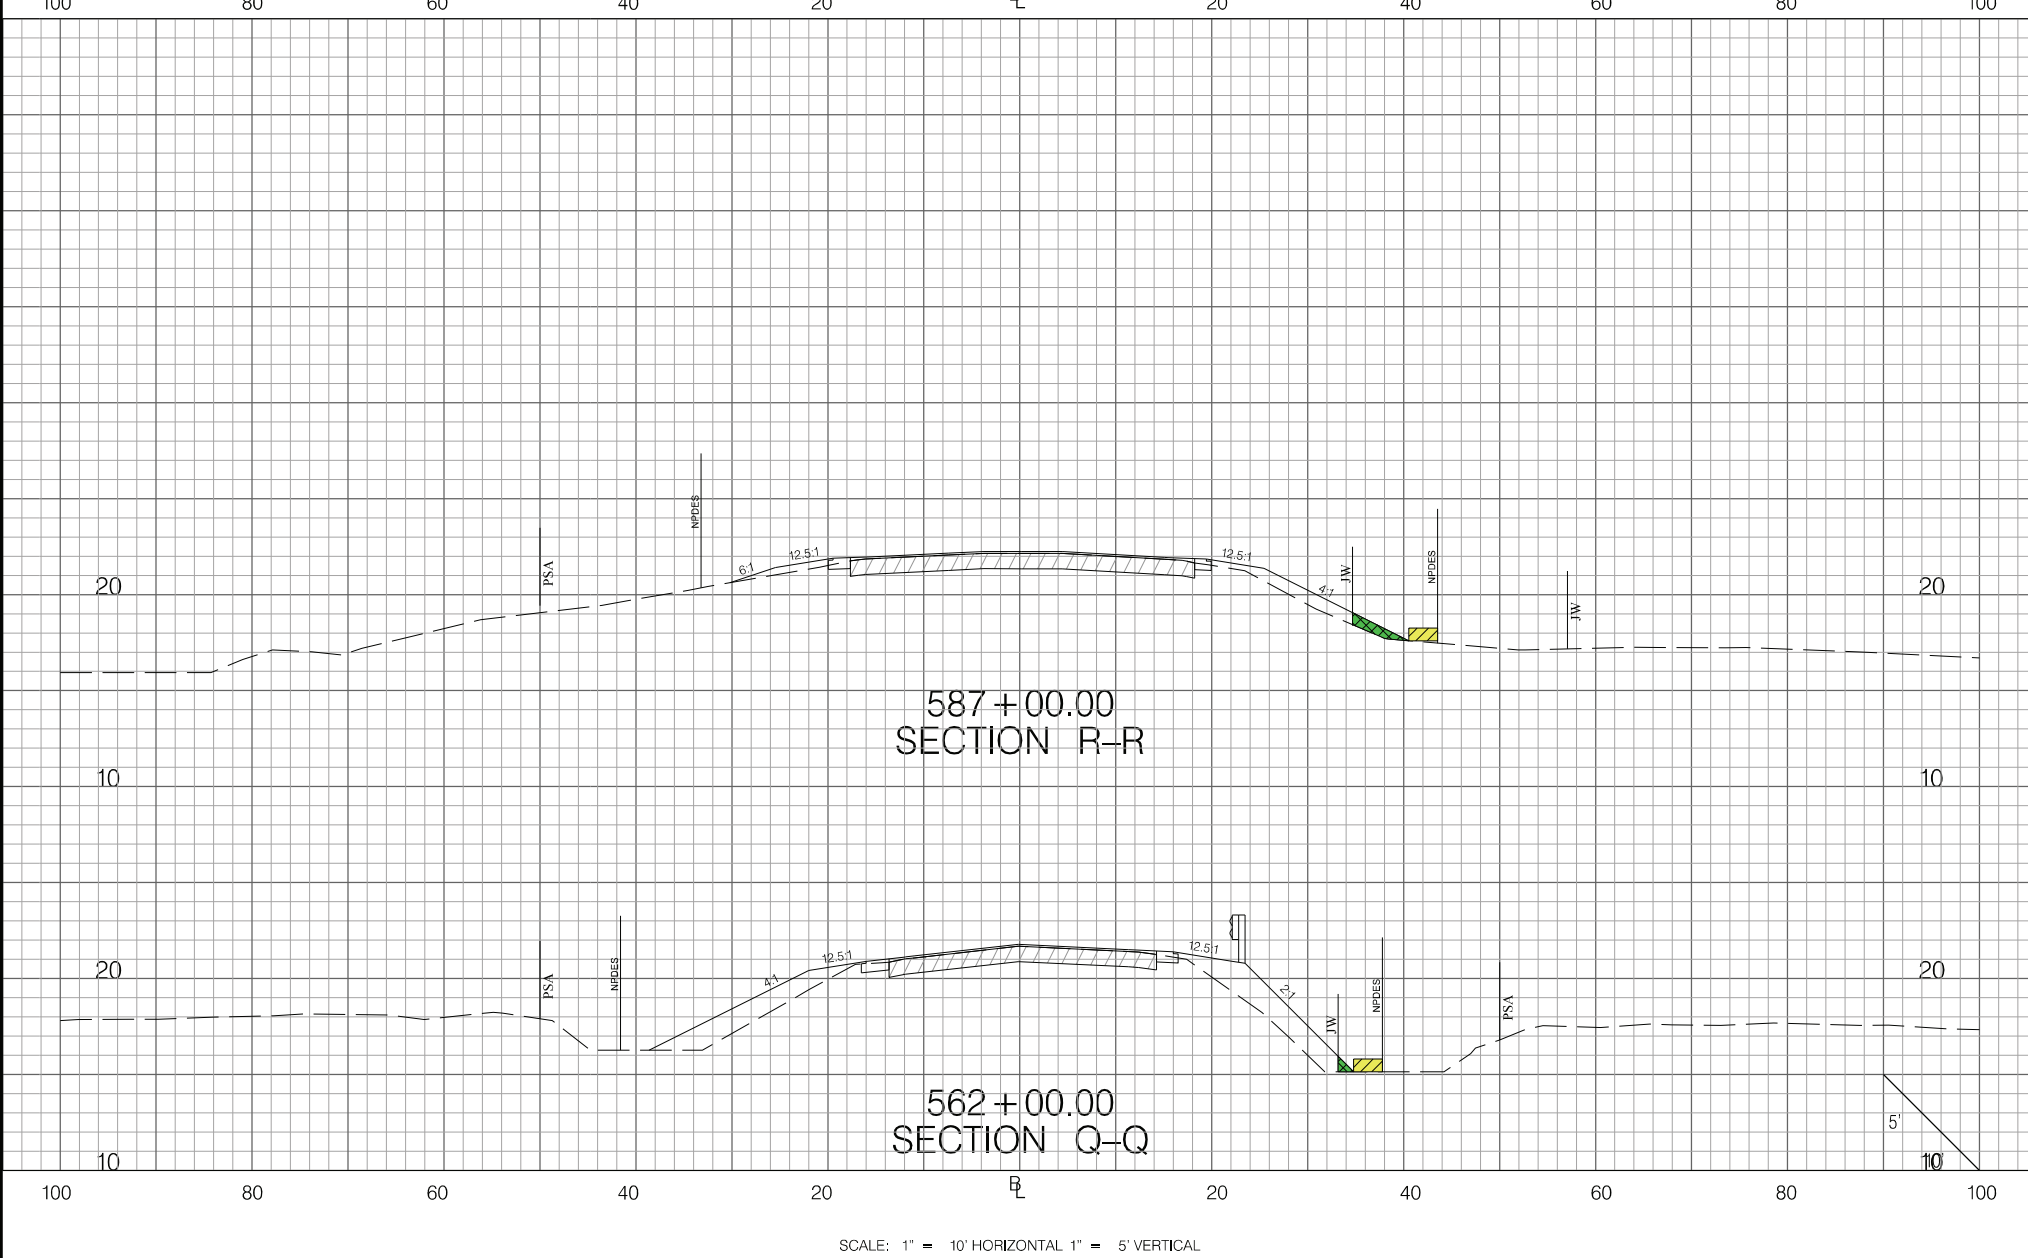 100 80 60 40 20 20 40 60 80 100
NPDES
PSA 6:1 12.5:1 12.5:1 4:1 JW NPDES JW
20 20
587+00.00
SECTION R-R
10 10
PSA NPDES 4:1 12.5:1 12.5:1 2:1 JW NPDES PSA
20 20
562+00.00
SECTION Q-Q
5'
10
100 80 60 40 20 B L 20 40 60 80 100
SCALE: 1" = 10' HORIZONTAL 1" = 5' VERTICAL